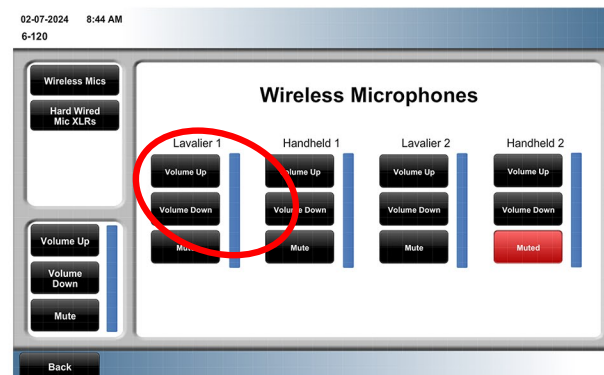 02-07-2024 8:44 AM
6-120
Wireless Mics
Hard Wired
Mic XLRs
Volume Up
Volume
Down
Mute
Back
Wireless Microphones
Lavalier 1 Handheld 1 Lavalier 2 Handheld 2
Volume Up Volume Up Volume Up Volume Up
Volume Down Volume Down Volume Down Volume Down
Mute Mute Mute Muted